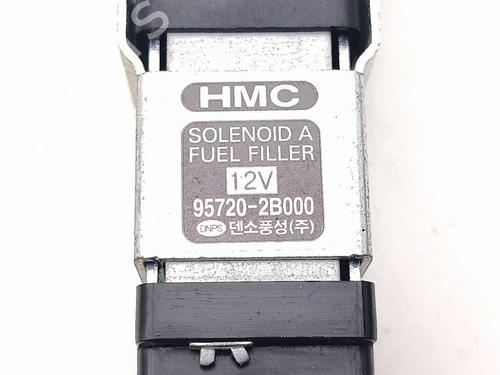 HMC
SOLENOID A
FUEL FILLER
12V
95720-2B000
DNPS 덴소풍성(주)